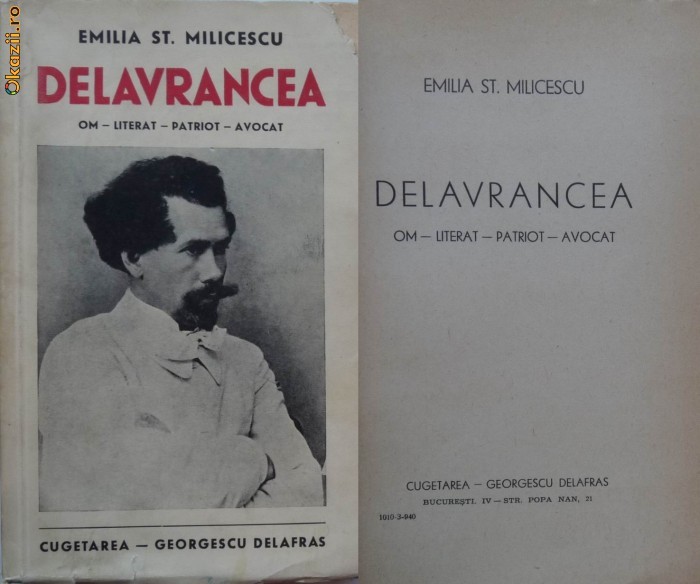 Okazii.ro
EMILIA ST. MILICESCU
DELAVRANCEA
OM – LITERAT – PATRIOT – AVOCAT
CUGETAREA — GEORGESCU DELAFRAS
EMILIA ST. MILICESCU
DELAVRANCEA
OM — LITERAT — PATRIOT — AVOCAT
CUGETAREA — GEORGESCU DELAFRAS
BUCUREȘTI. IV — STR. POPA NAN, 21
1010-3-940